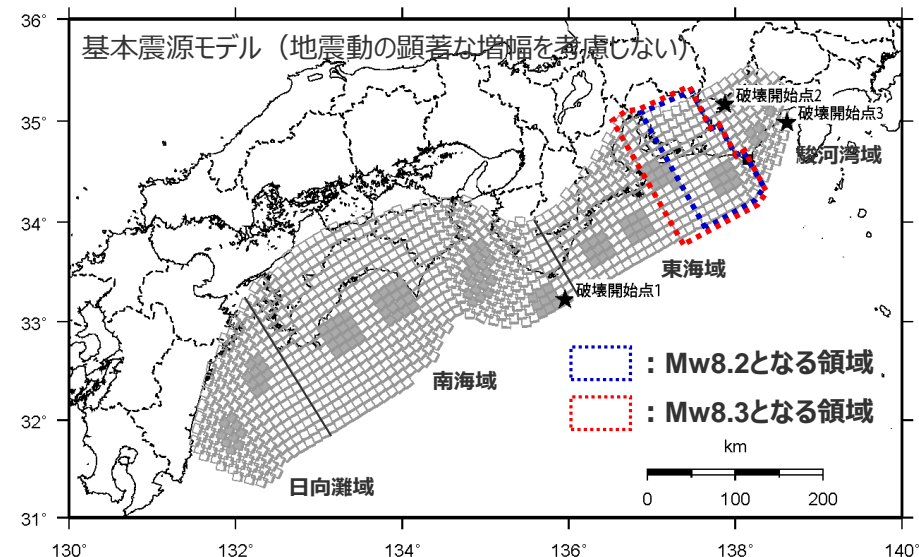 36°
基本震源モデル（地震動の顕著な増幅を考慮しない）
破壊開始点2
35°
破壊開始点3
駿河湾域
34°
東海域
破壊開始点1
33°
：Mw8.2となる領域
南海域
：Mw8.3となる領域
32°
km
日向灘域
0 100 200
31°
130° 132° 134° 136° 138° 140°